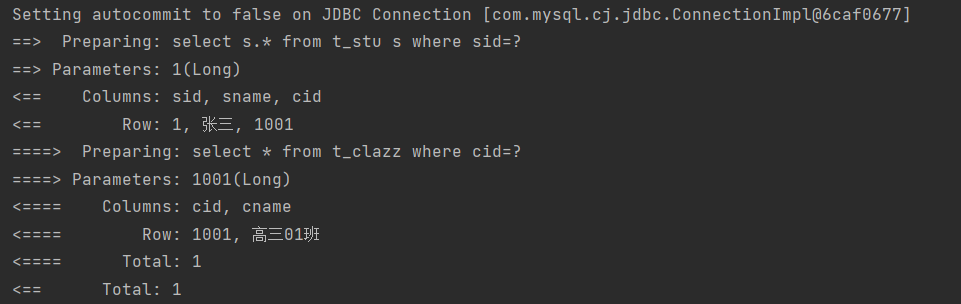 Setting autocommit to false on JDBC Connection [com.mysql.cj.jdbc.ConnectionImpl@6caf0677]
==>  Preparing: select s.* from t_stu s where sid=?
==> Parameters: 1(Long)
<==    Columns: sid, sname, cid
<==        Row: 1, 张三, 1001
====>  Preparing: select * from t_clazz where cid=?
====> Parameters: 1001(Long)
<====    Columns: cid, cname
<====        Row: 1001, 高三01班
<====      Total: 1
<==      Total: 1